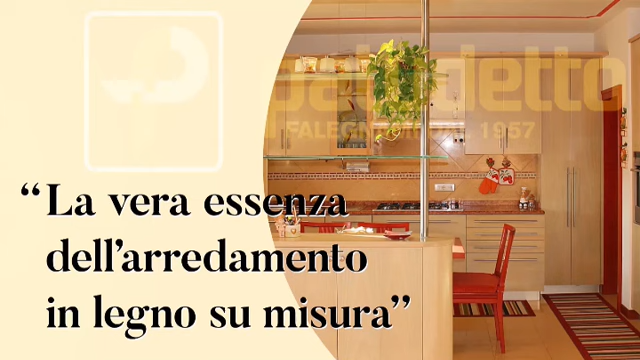 FALEGNAMI DAL 1957
“La vera essenza
dell’arredamento
in legno su misura”